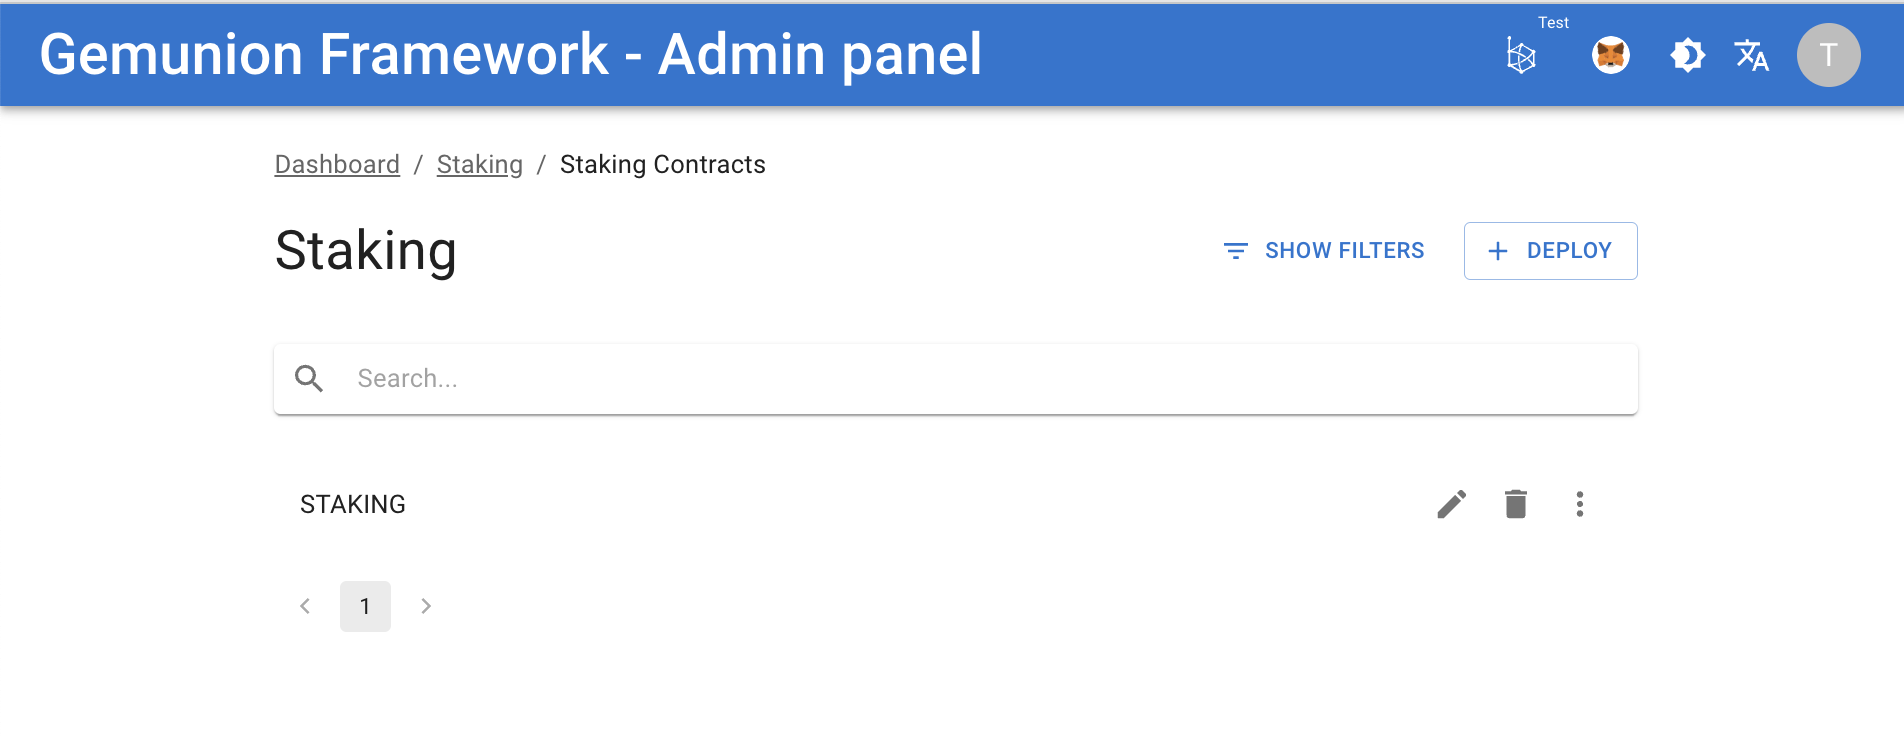 Gemunion Framework - Admin panel
Test
T
Dashboard / Staking / Staking Contracts
Staking
SHOW FILTERS
DEPLOY
Search...
STAKING
1